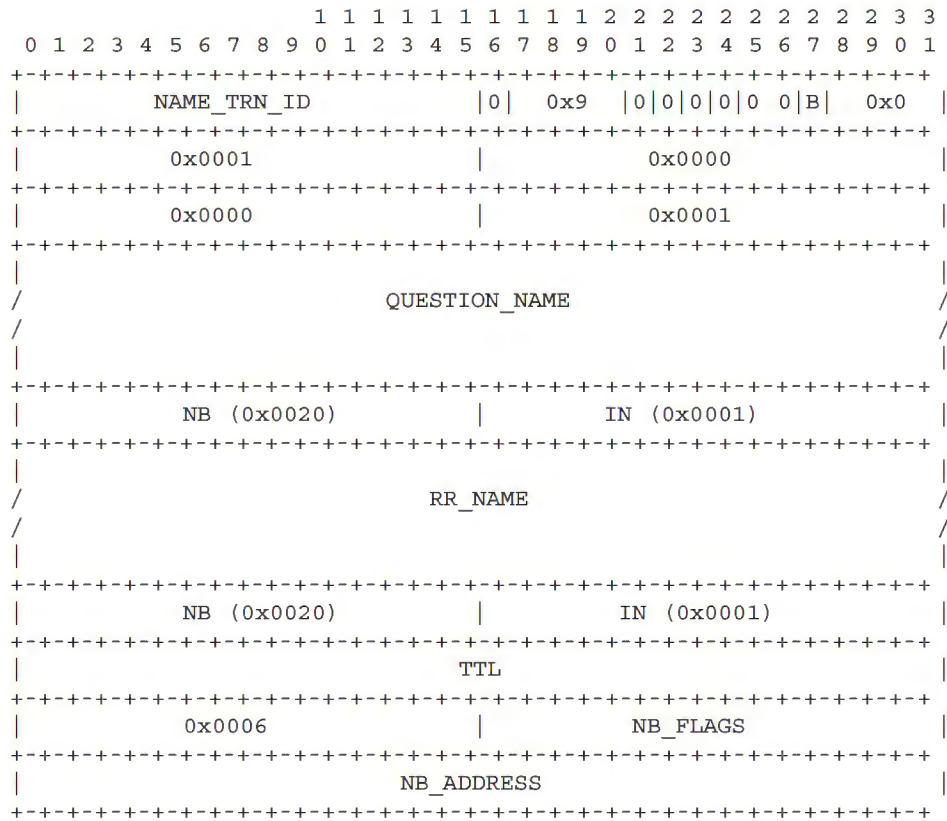 1 1 1 1 1 1 1 1 1 1 2 2 2 2 2 2 2 2 2 2 3 3
 0 1 2 3 4 5 6 7 8 9 0 1 2 3 4 5 6 7 8 9 0 1 2 3 4 5 6 7 8 9 0 1
+-+-+-+-+-+-+-+-+-+-+-+-+-+-+-+-+-+-+-+-+-+-+-+-+-+-+-+-+-+-+-+-+
|         NAME_TRN_ID           |0|  0x9  |0|0|0|0|0 0|B|  0x0  |
+-+-+-+-+-+-+-+-+-+-+-+-+-+-+-+-+-+-+-+-+-+-+-+-+-+-+-+-+-+-+-+-+
|          0x0001               |           0x0000              |
+-+-+-+-+-+-+-+-+-+-+-+-+-+-+-+-+-+-+-+-+-+-+-+-+-+-+-+-+-+-+-+-+
|          0x0000               |           0x0001              |
+-+-+-+-+-+-+-+-+-+-+-+-+-+-+-+-+-+-+-+-+-+-+-+-+-+-+-+-+-+-+-+-+
|                                                               |
/                         QUESTION_NAME                         /
/                                                               /
|                                                               |
+-+-+-+-+-+-+-+-+-+-+-+-+-+-+-+-+-+-+-+-+-+-+-+-+-+-+-+-+-+-+-+-+
|           NB (0x0020)         |        IN (0x0001)            |
+-+-+-+-+-+-+-+-+-+-+-+-+-+-+-+-+-+-+-+-+-+-+-+-+-+-+-+-+-+-+-+-+
|                                                               |
/                            RR_NAME                            /
/                                                               /
|                                                               |
+-+-+-+-+-+-+-+-+-+-+-+-+-+-+-+-+-+-+-+-+-+-+-+-+-+-+-+-+-+-+-+-+
|           NB (0x0020)         |         IN (0x0001)           |
+-+-+-+-+-+-+-+-+-+-+-+-+-+-+-+-+-+-+-+-+-+-+-+-+-+-+-+-+-+-+-+-+
|                              TTL                              |
+-+-+-+-+-+-+-+-+-+-+-+-+-+-+-+-+-+-+-+-+-+-+-+-+-+-+-+-+-+-+-+-+
|           0x0006              |          NB_FLAGS             |
+-+-+-+-+-+-+-+-+-+-+-+-+-+-+-+-+-+-+-+-+-+-+-+-+-+-+-+-+-+-+-+-+
|                          NB_ADDRESS                           |
+-+-+-+-+-+-+-+-+-+-+-+-+-+-+-+-+-+-+-+-+-+-+-+-+-+-+-+-+-+-+-+-+